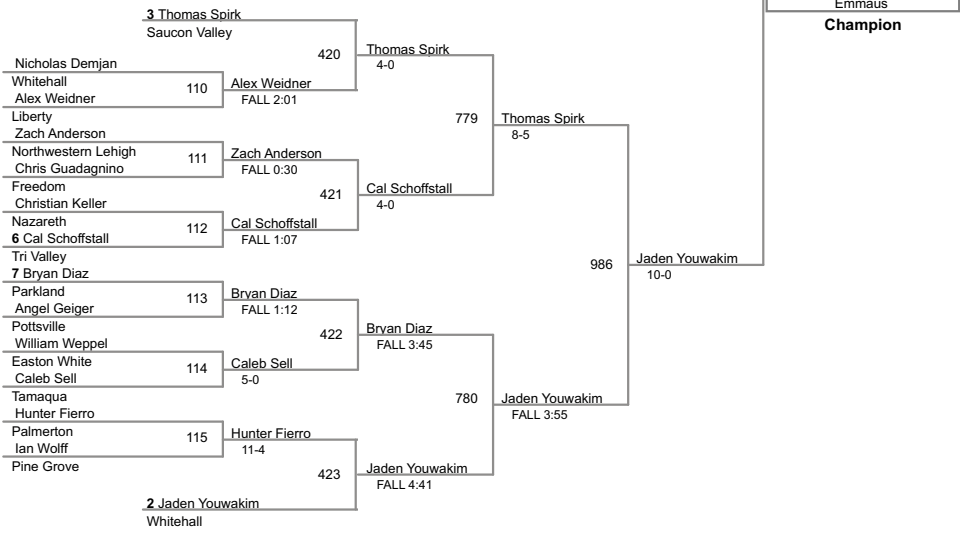 Emmaus
Champion
3 Thomas Spirk
Saucon Valley
420
Thomas Spirk
4-0
Nicholas Demjan
Whitehall
110
Alex Weidner
FALL 2:01
Alex Weidner
Liberty
779
Thomas Spirk
8-5
Zach Anderson
Northwestern Lehigh
111
Zach Anderson
FALL 0:30
Chris Guadagnino
Freedom
421
Cal Schoffstall
4-0
Christian Keller
Nazareth
112
Cal Schoffstall
FALL 1:07
6 Cal Schoffstall
Tri Valley
986
Jaden Youwakim
10-0
7 Bryan Diaz
Parkland
113
Bryan Diaz
FALL 1:12
Angel Geiger
Pottsville
422
Bryan Diaz
FALL 3:45
William Weppel
Easton White
114
Caleb Sell
5-0
Caleb Sell
Tamaqua
780
Jaden Youwakim
FALL 3:55
Hunter Fierro
Palmerton
115
Hunter Fierro
11-4
Ian Wolff
Pine Grove
423
Jaden Youwakim
FALL 4:41
2 Jaden Youwakim
Whitehall